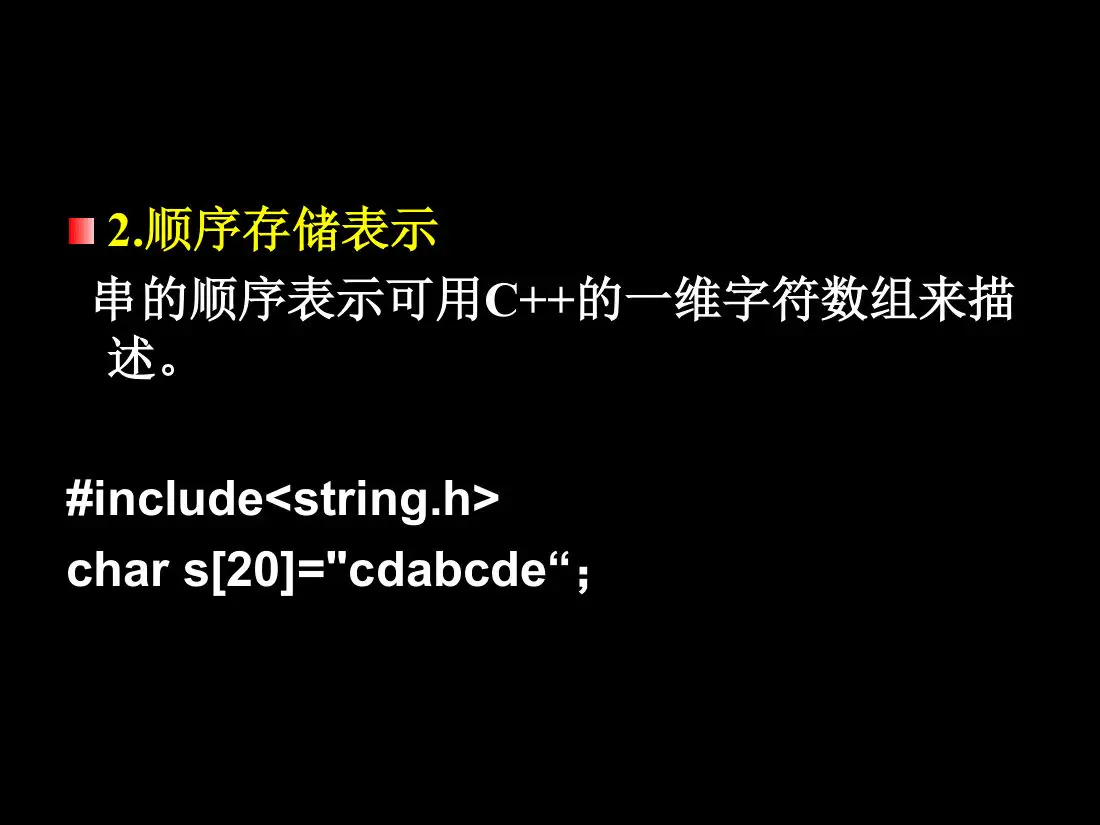 2.顺序存储表示
串的顺序表示可用C++的一维字符数组来描
述。
#include<string.h>
char s[20]="cdabcde“；